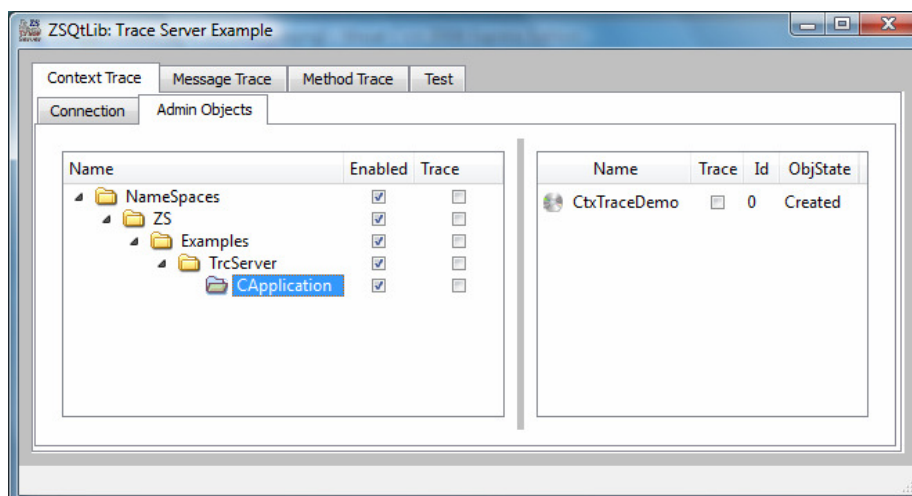 ZSQtLib: Trace Server Example
Context Trace Message Trace Method Trace Test
Connection Admin Objects
Name Enabled Trace
NameSpaces
ZS
Examples
TrcServer
CApplication
Name Trace Id ObjState
CtxTraceDemo 0 Created